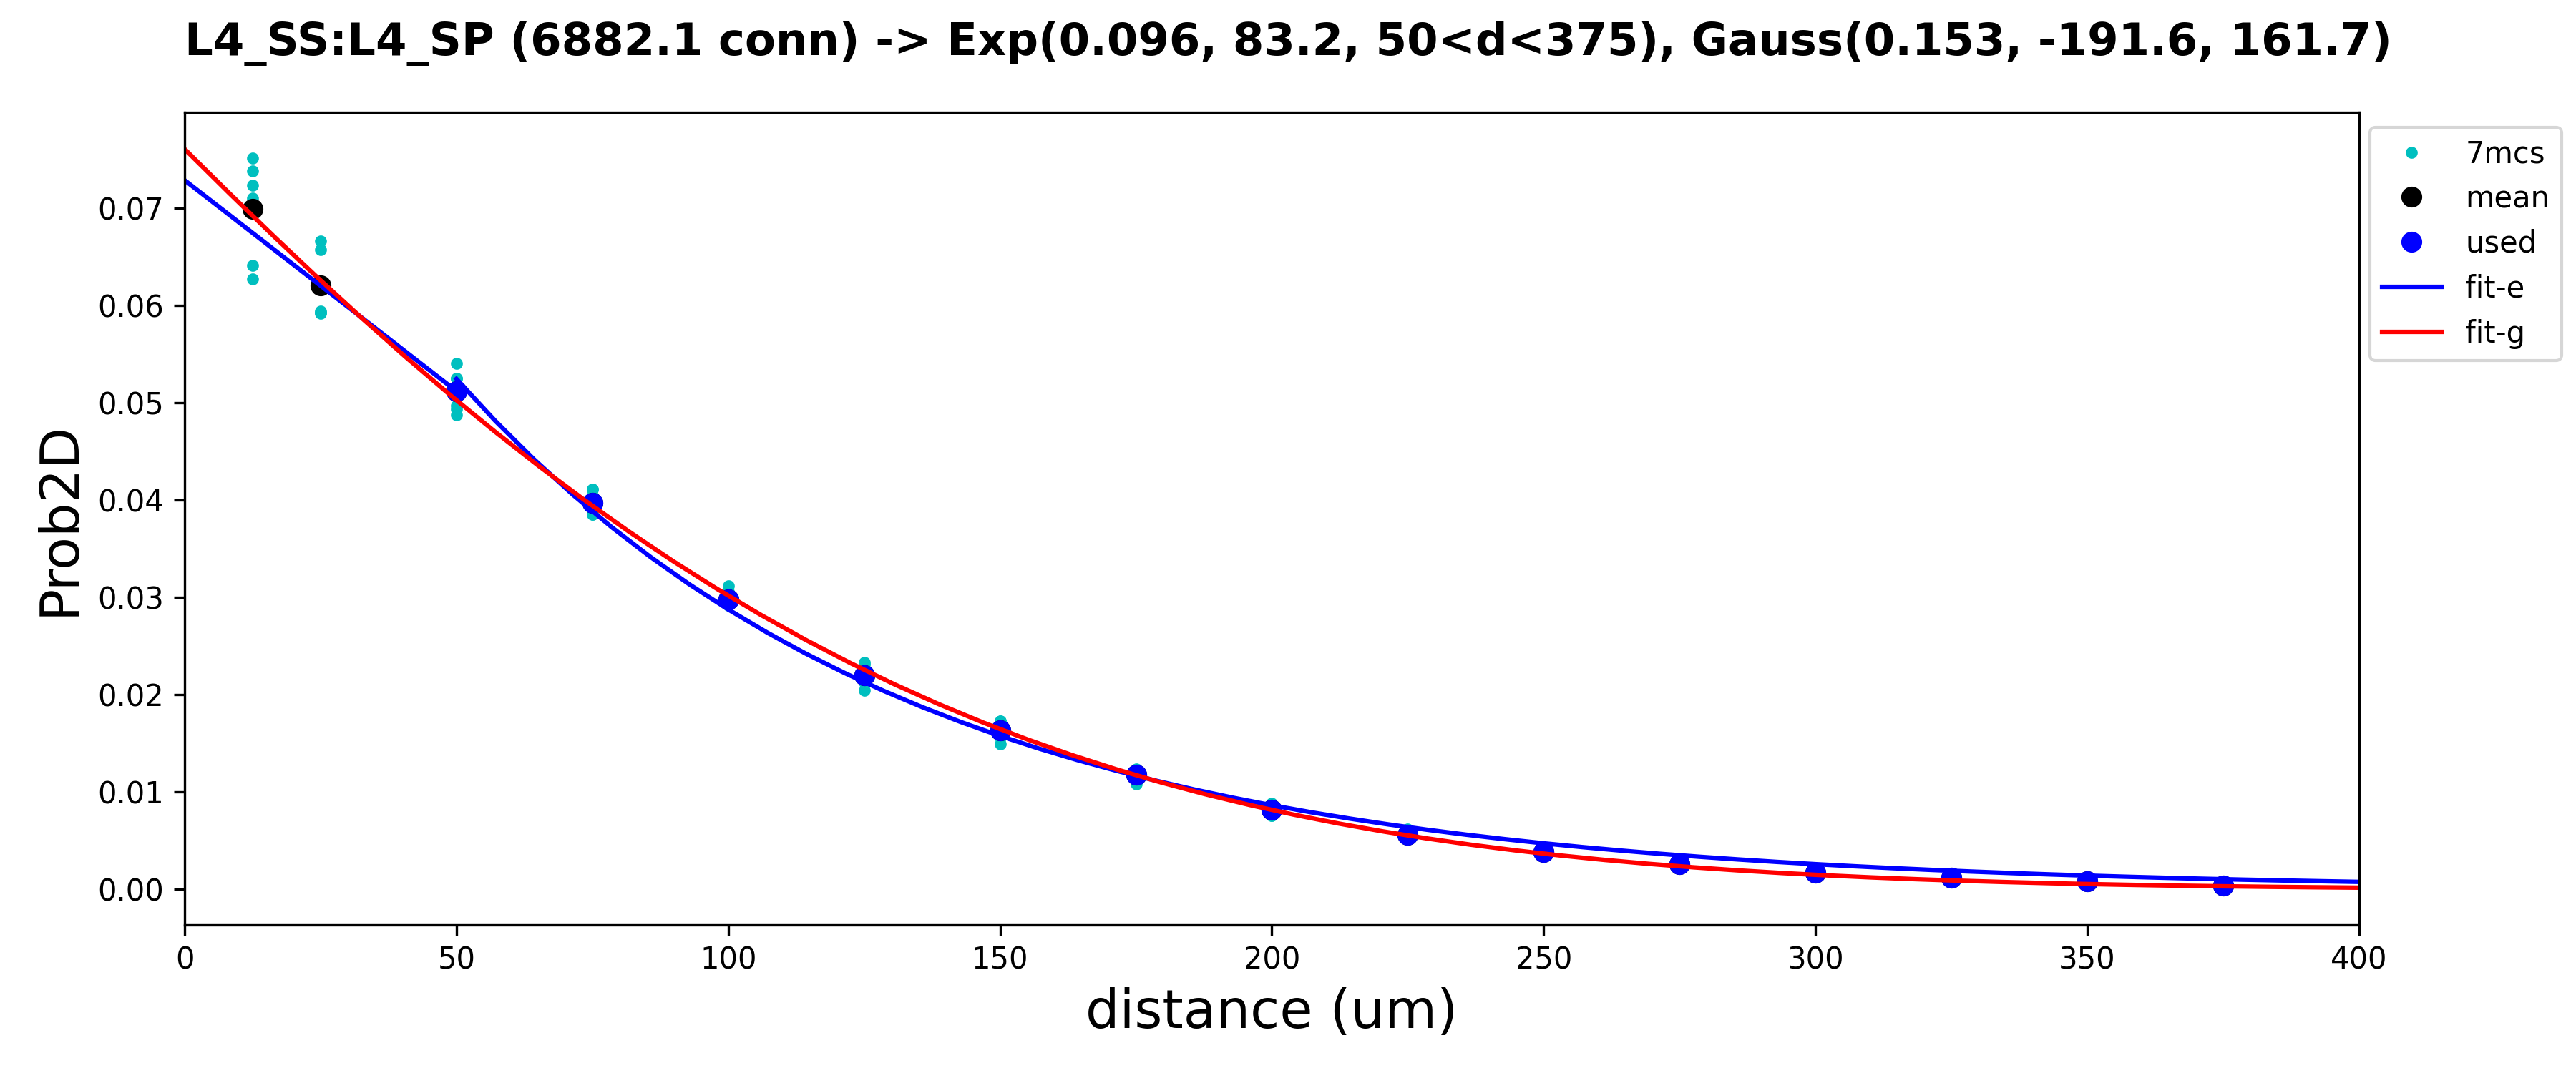 L4_SS:L4_SP (6882.1 conn) -> Exp(0.096, 83.2, 50<d<375), Gauss(0.153, -191.6, 161.7)
7mcs
mean
used
fit-e
fit-g
Prob2D
0.07
0.06
0.05
0.04
0.03
0.02
0.01
0.00
0 50 100 150 200 250 300 350 400
distance (um)